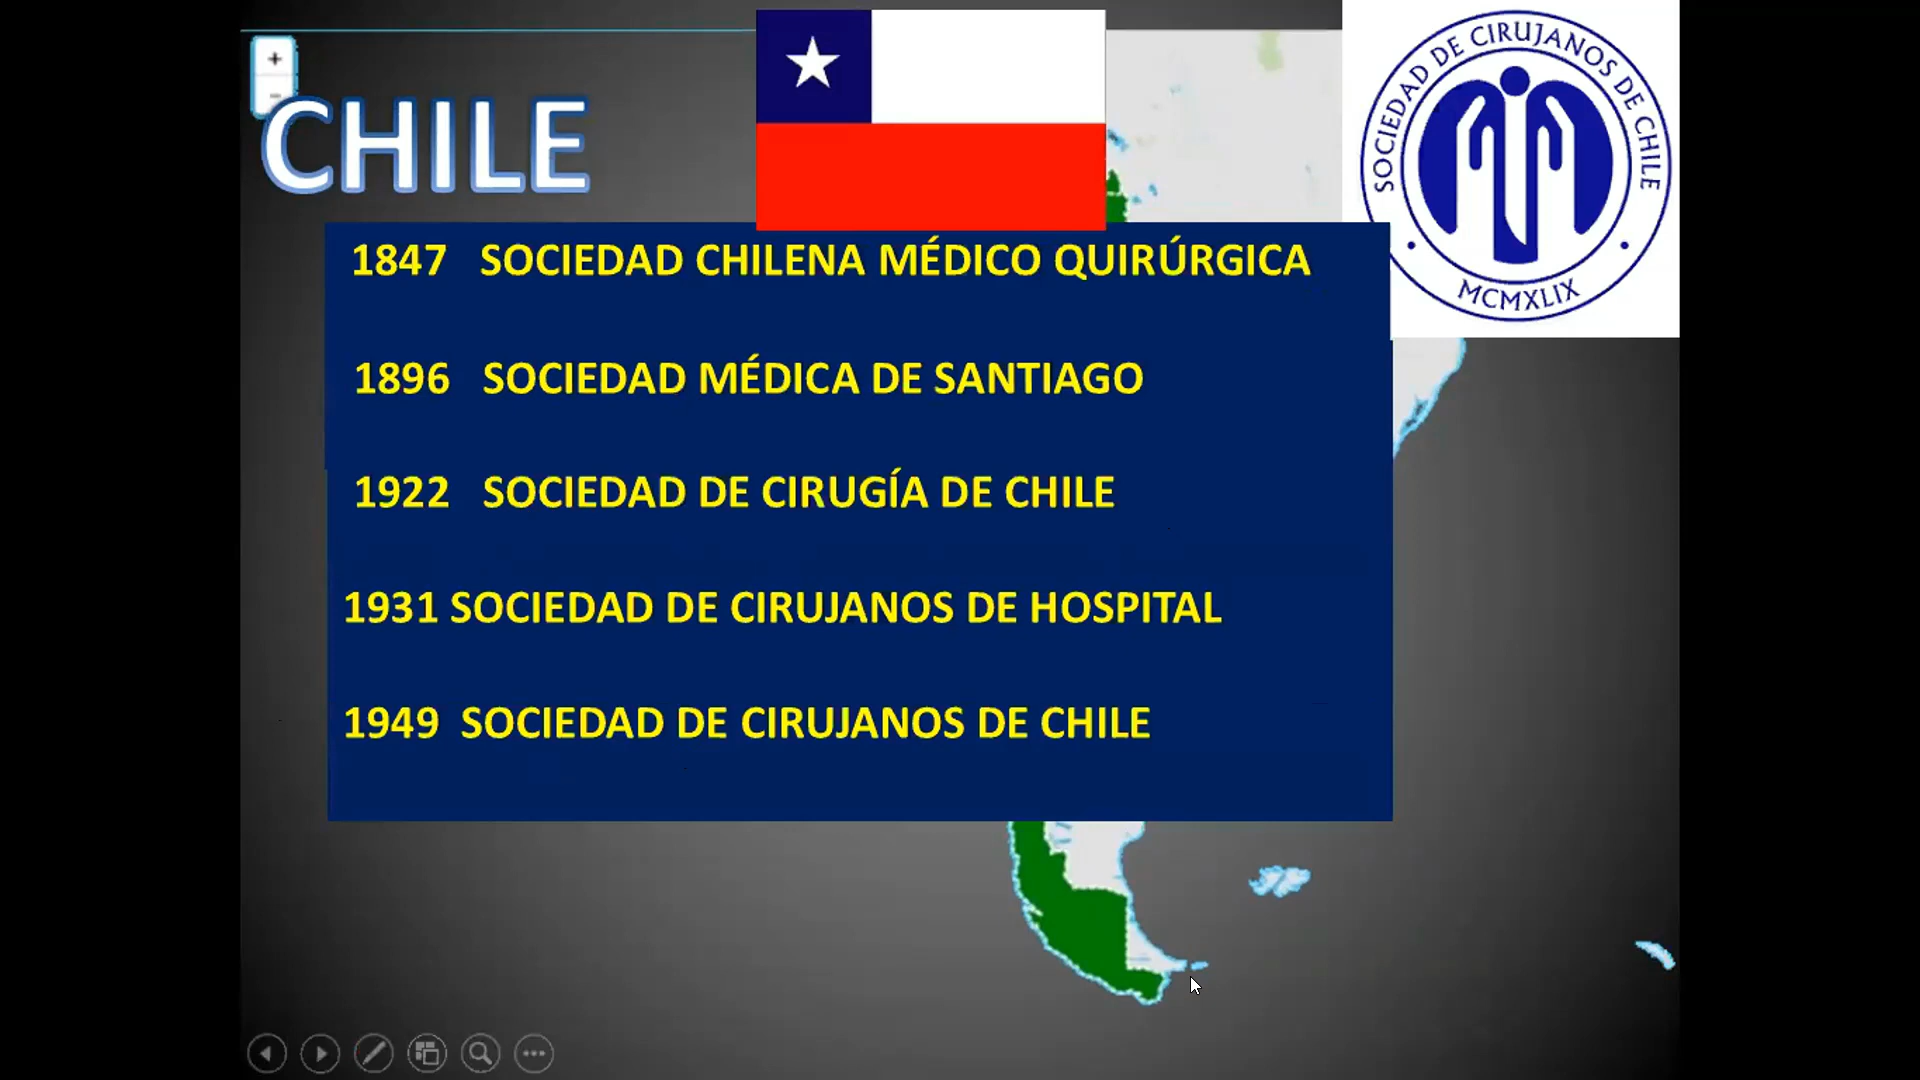 CHILE
SOCIEDAD DE CIRUJANOS DE CHILE
MCMXLIX
1847 SOCIEDAD CHILENA MÉDICO QUIRÚRGICA
1896 SOCIEDAD MÉDICA DE SANTIAGO
1922 SOCIEDAD DE CIRUGÍA DE CHILE
1931 SOCIEDAD DE CIRUJANOS DE HOSPITAL
1949 SOCIEDAD DE CIRUJANOS DE CHILE